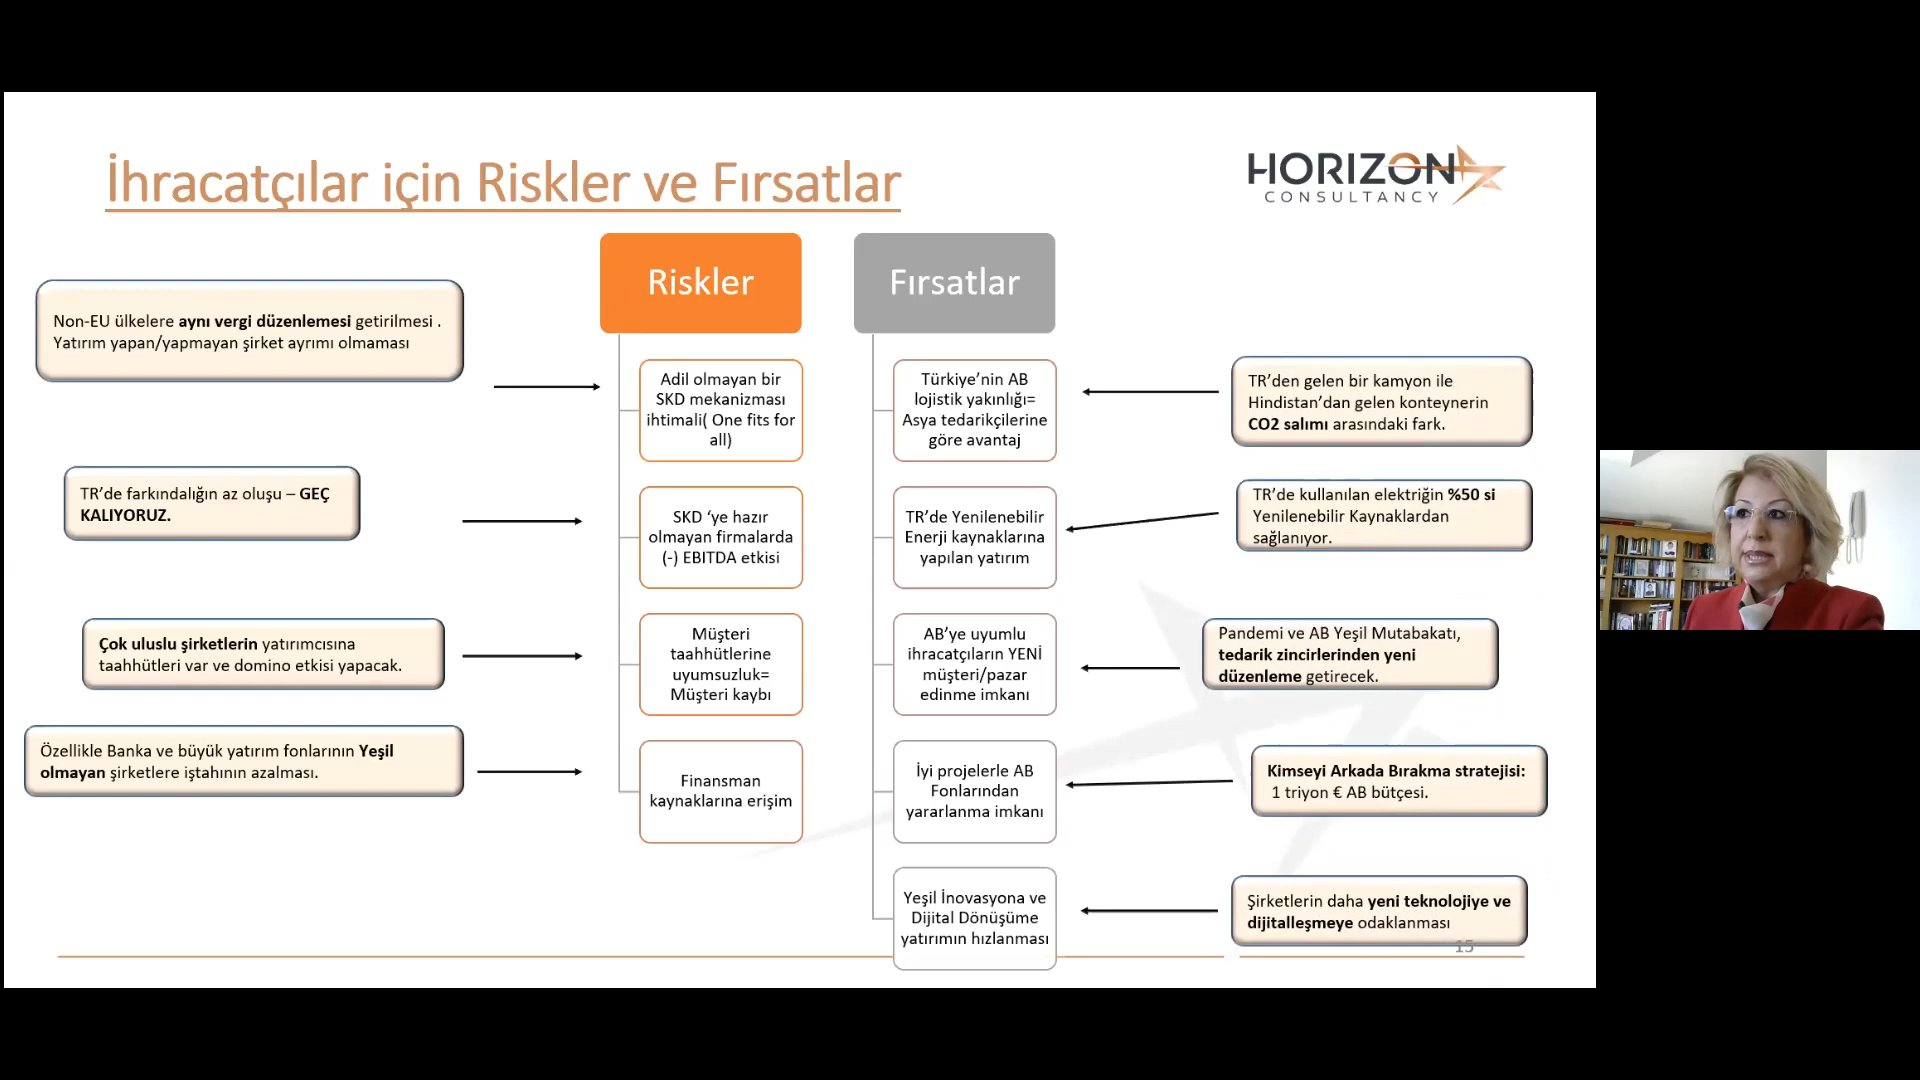 İhracatçılar için Riskler ve Fırsatlar
HORIZON
CONSULTANCY
Riskler
Fırsatlar
Non-EU ülkelere aynı vergi düzenlemesi getirilmesi .
Yatırım yapan/yapmayan şirket ayrımı olmaması
Adil olmayan bir
SKD mekanizması
ihtimali( One fits for
all)
Türkiye’nin AB
lojistik yakınlığı=
Asya tedarikçilerine
göre avantaj
TR’den gelen bir kamyon ile
Hindistan’dan gelen konteynerin
CO2 salımı arasındaki fark.
TR’de farkındalığın az oluşu – GEÇ
KALIYORUZ.
SKD ‘ye hazır
olmayan firmalarda
(-) EBITDA etkisi
TR’de Yenilenebilir
Enerji kaynaklarına
yapılan yatırım
TR’de kullanılan elektriğin %50 si
Yenilenebilir Kaynaklardan
sağlanıyor.
Çok uluslu şirketlerin yatırımcısına
taahhütleri var ve domino etkisi yapacak.
Müşteri
taahhütlerine
uyumsuzluk=
Müşteri kaybı
AB’ye uyumlu
ihracatçıların YENİ
müşteri/pazar
edinme imkanı
Pandemi ve AB Yeşil Mutabakatı,
tedarik zincirlerinden yeni
düzenleme getirecek.
Özellikle Banka ve büyük yatırım fonlarının Yeşil
olmayan şirketlere iştahının azalması.
Finansman
kaynaklarına erişim
İyi projelerle AB
Fonlarından
yararlanma imkanı
Kimseyi Arkada Bırakma stratejisi:
1 triyon € AB bütçesi.
Yeşil İnovasyona ve
Dijital Dönüşüme
yatırımın hızlanması
Şirketlerin daha yeni teknolojiye ve
dijitalleşmeye odaklanması
15